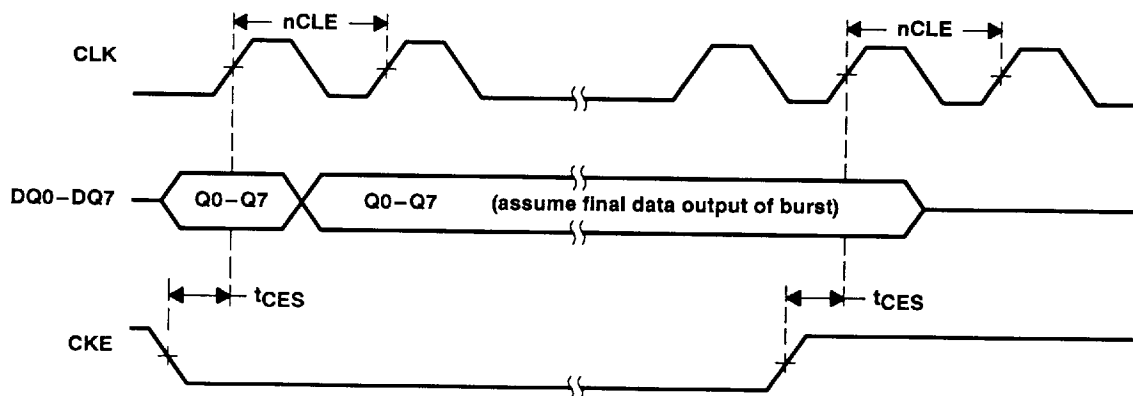 nCLE nCLE
CLK
DQ0–DQ7 Q0–Q7 Q0–Q7 (assume final data output of burst)
tCES tCES
CKE